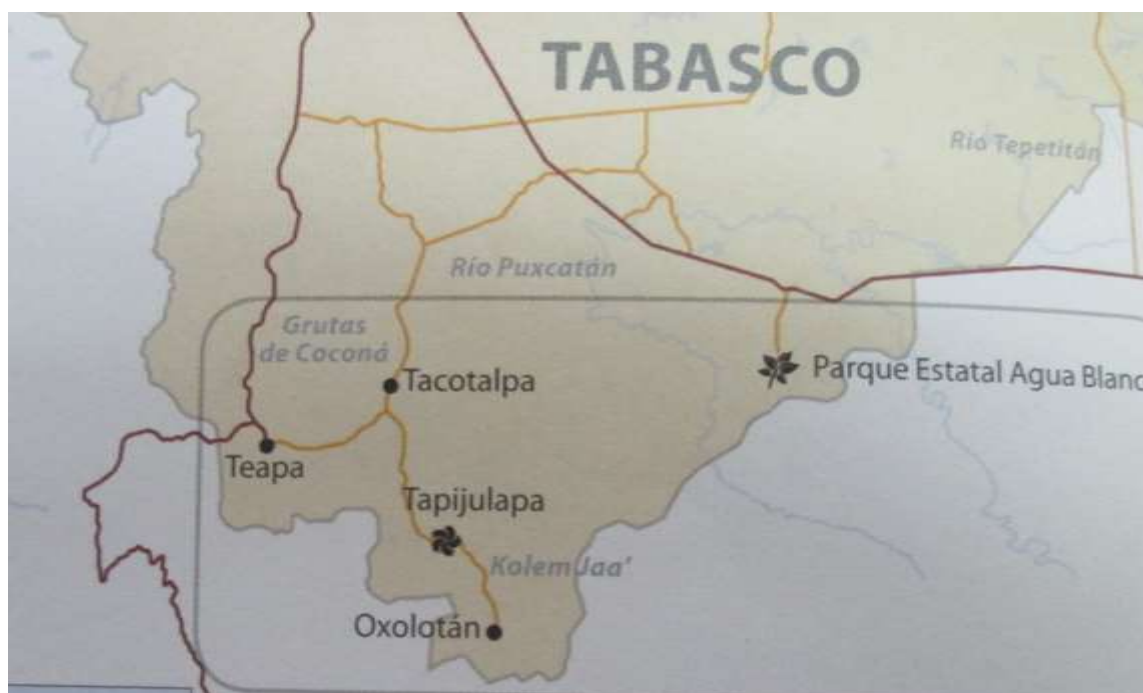 TABASCO
Río Tepetitán
Río Puxcatán
Grutas
de Coconá
Tacotalpa
Parque Estatal Agua Blanc
Teapa
Tapijulapa
Kolem Jaa'
Oxolotán